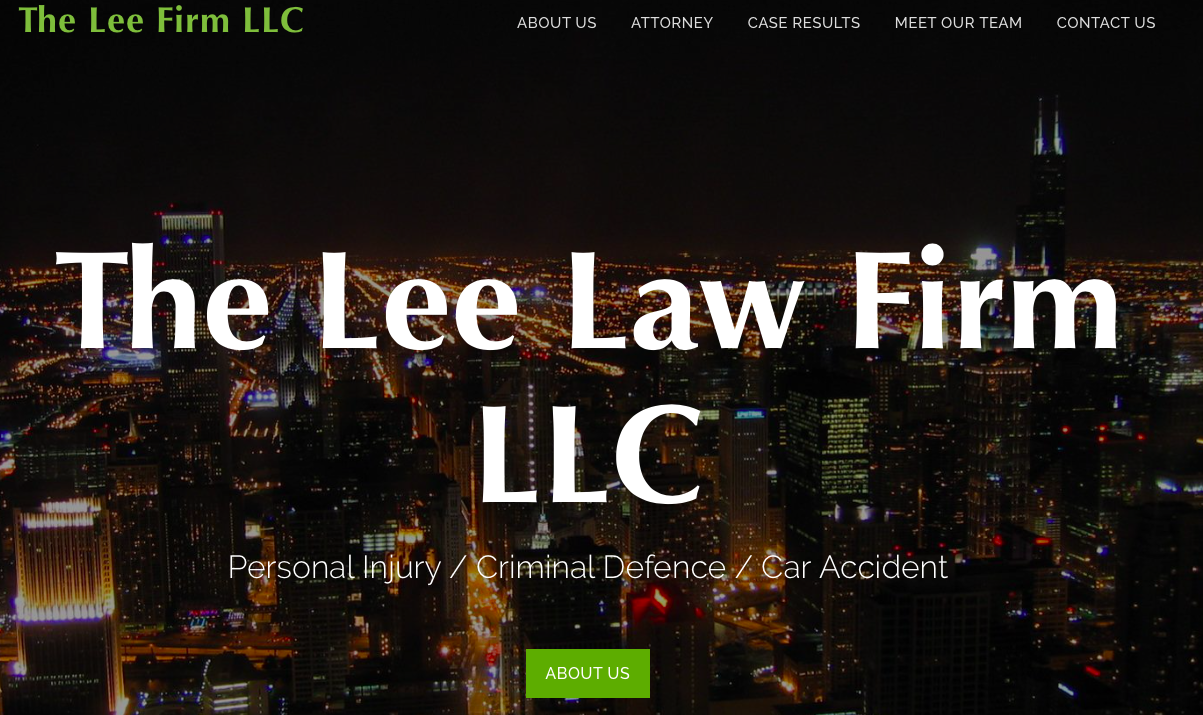 The Lee Firm LLC
ABOUT US ATTORNEY CASE RESULTS MEET OUR TEAM CONTACT US
The Lee Law Firm
LLC
Personal Injury / Criminal Defence / Car Accident
ABOUT US